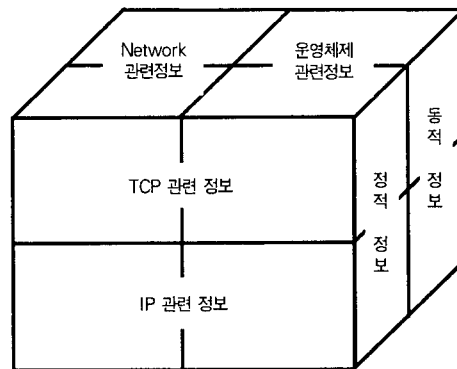 Network
관련정보
운영체제
관련정보
TCP 관련 정보
IP 관련 정보
정적
정보
동적
정보